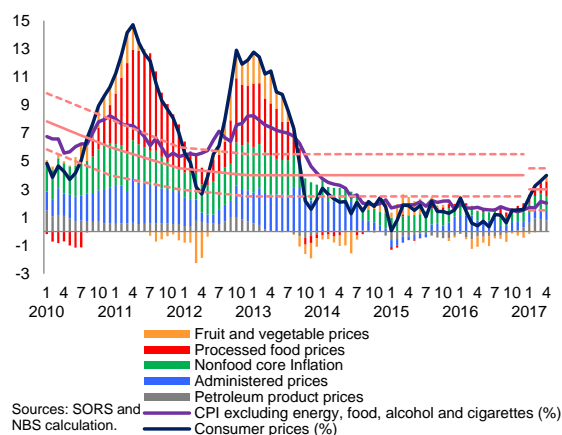 15
13
11
9
7
5
3
1
-1
-3
1 4 7 10 1 4 7 10 1 4 7 10 1 4 7 10 1 4 7 10 1 4 7 10 1 4 7 10 1 4
2010 2011 2012 2013 2014 2015 2016 2017
Fruit and vegetable prices
Processed food prices
Nonfood core Inflation
Administered prices
Petroleum product prices
CPI excluding energy, food, alcohol and cigarettes (%)
Consumer prices (%)
Sources: SORS and
NBS calculation.